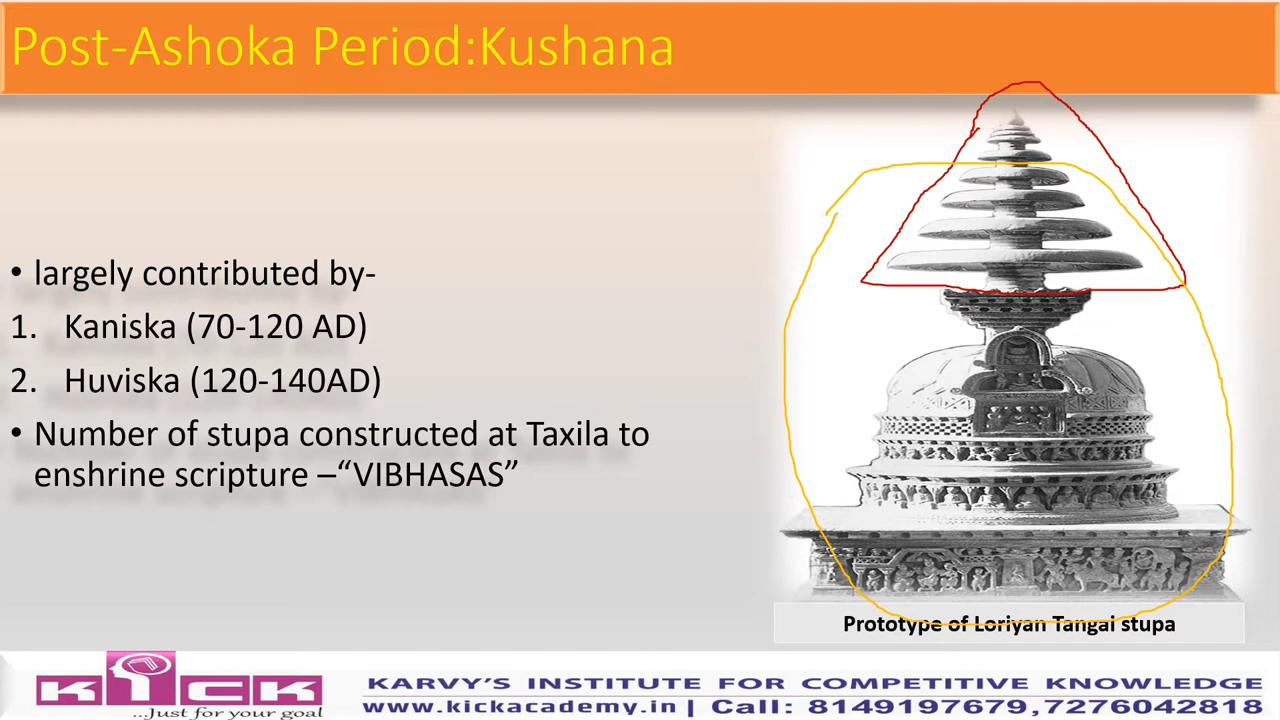 Post-Ashoka Period:Kushana
• largely contributed by-
1. Kaniska (70-120 AD)
2. Huviska (120-140AD)
• Number of stupa constructed at Taxila to
enshrine scripture –“VIBHASAS”
Prototype of Loriyan Tangai stupa
KICK
...Just for your goal
KARVY'S INSTITUTE FOR COMPETITIVE KNOWLEDGE
www.kickacademy.in | Call: 8149197679,7276042818